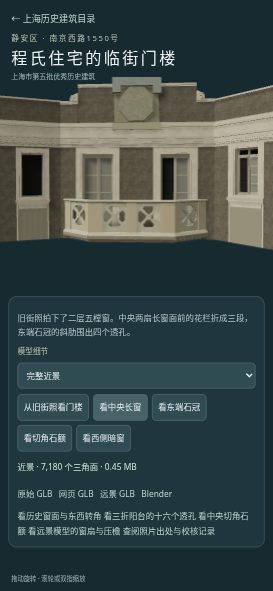 ← 上海历史建筑目录
静安区 · 南京西路1550号
程氏住宅的临街门楼
上海市第五批优秀历史建筑
旧街照拍下了二层五樘窗。中央两扇长窗面前的花栏折成三段，
东端石冠的斜肋围出四个透孔。
模型细节
完整近景
从旧街照看门楼 看中央长窗 看东端石冠
看切角石额 看西侧暗窗
近景 · 7,180 个三角面 · 0.45 MB
原始 GLB 网页 GLB 远景 GLB Blender
看历史窗面与东西转角 看三折阳台的十六个透孔 看中央切角石
额 看远景模型的窗扇与压檐 查阅照片出处与校核记录
拖动旋转 · 滚轮或双指缩放